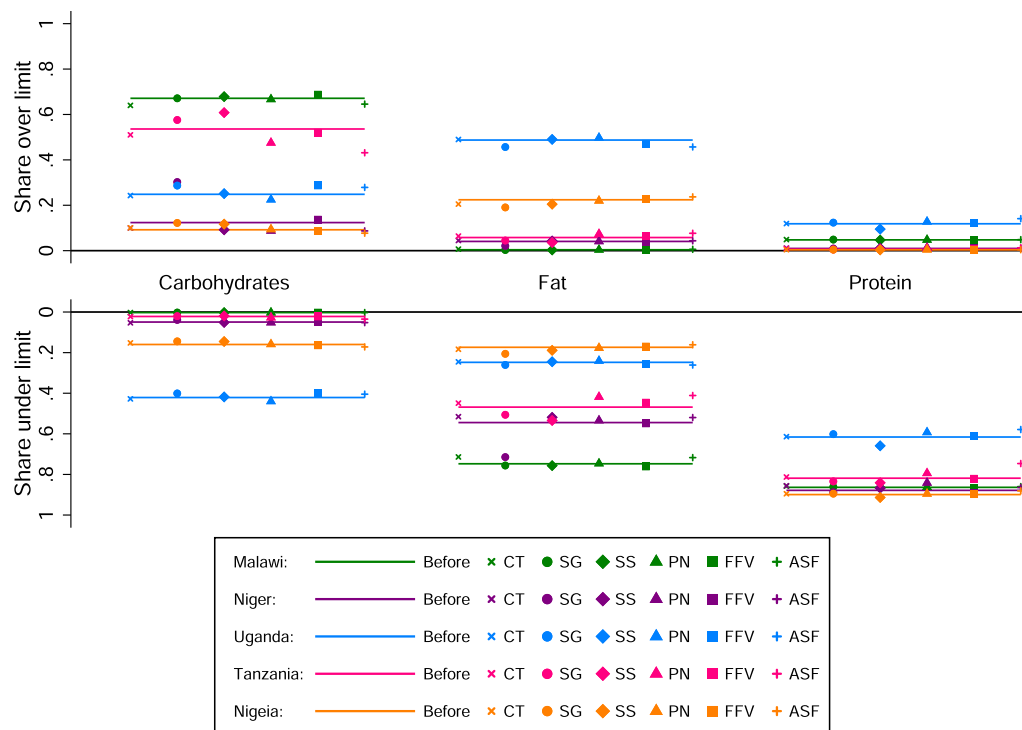 Share over limit
1
.8
.6
.4
.2
0
Carbohydrates Fat Protein
Share under limit
0
.2
.4
.6
.8
1
Malawi: Before CT SG SS PN FFV ASF
Niger: Before CT SG SS PN FFV ASF
Uganda: Before CT SG SS PN FFV ASF
Tanzania: Before CT SG SS PN FFV ASF
Nigeia: Before CT SG SS PN FFV ASF